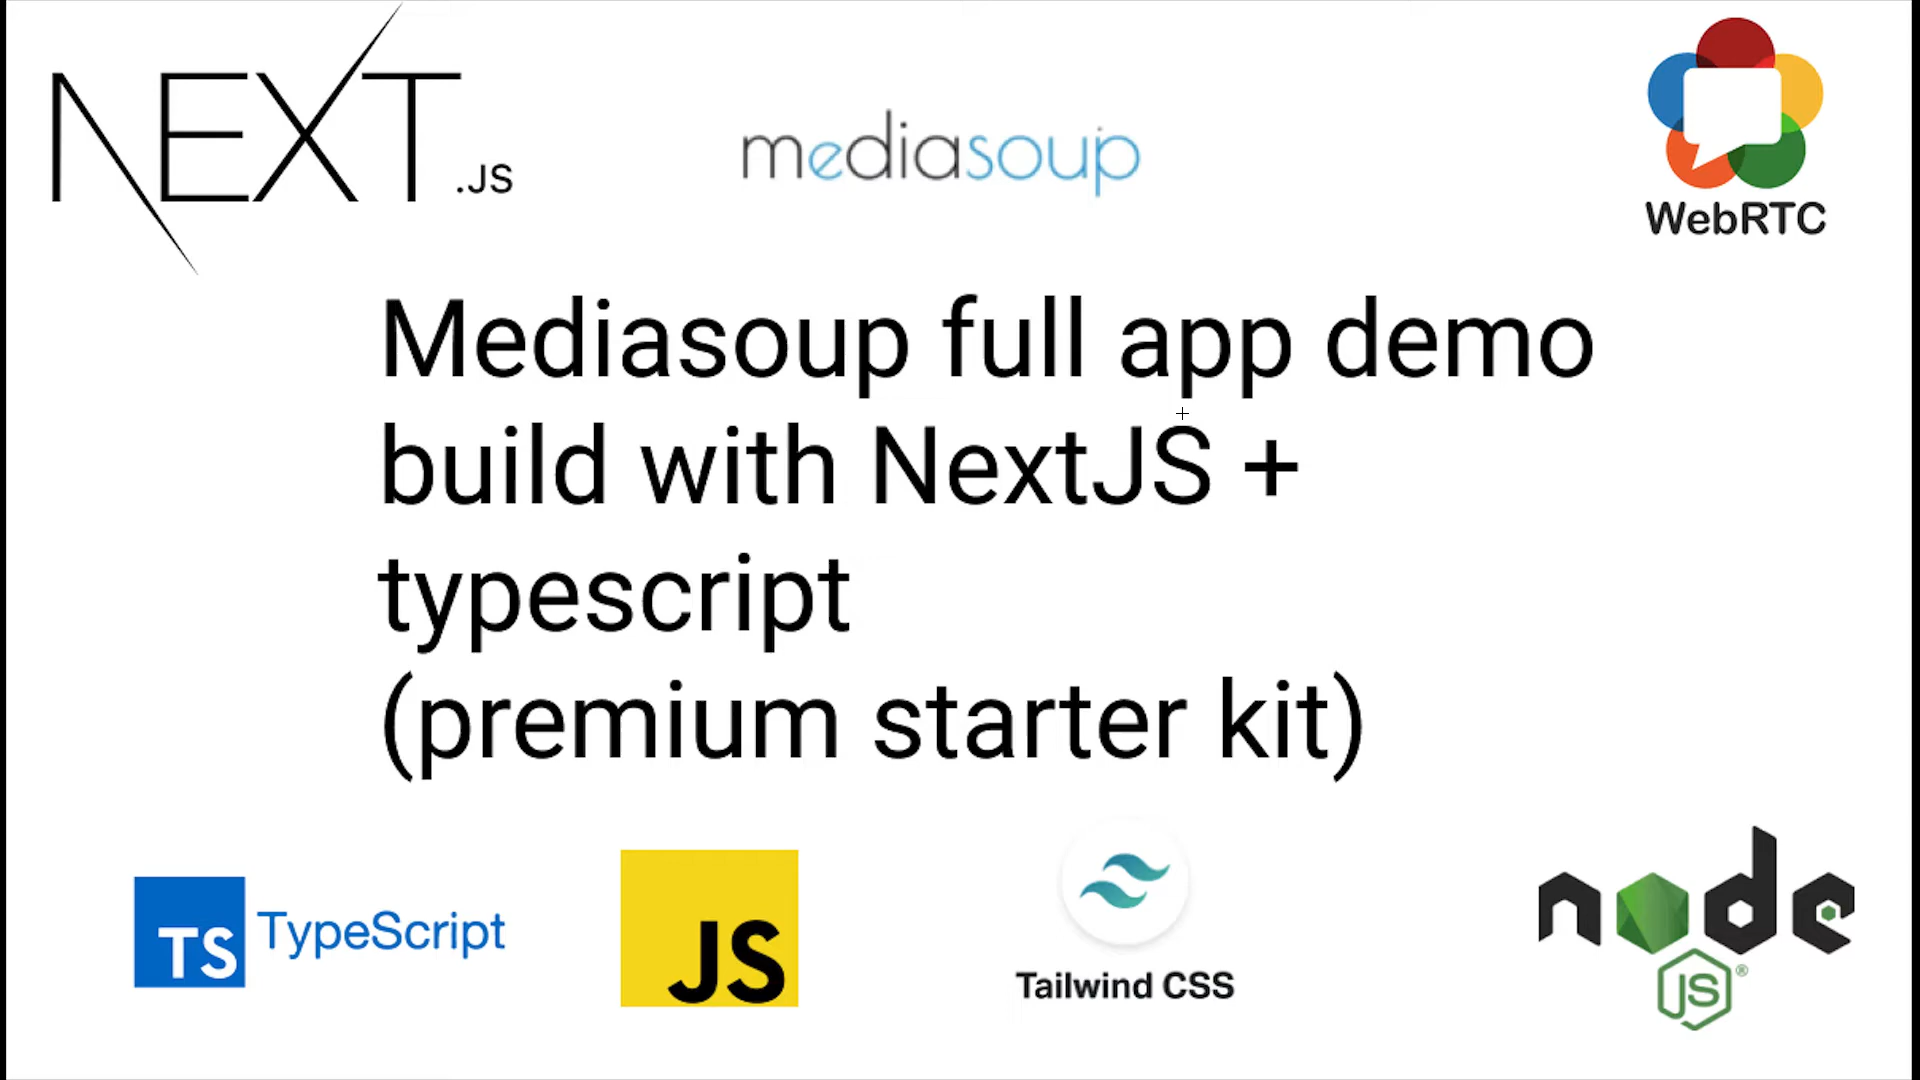 NEXT.JS
mediasoup
WebRTC
Mediasoup full app demo
build with NextJS +
typescript
(premium starter kit)
TS TypeScript
JS
Tailwind CSS
node
JS®